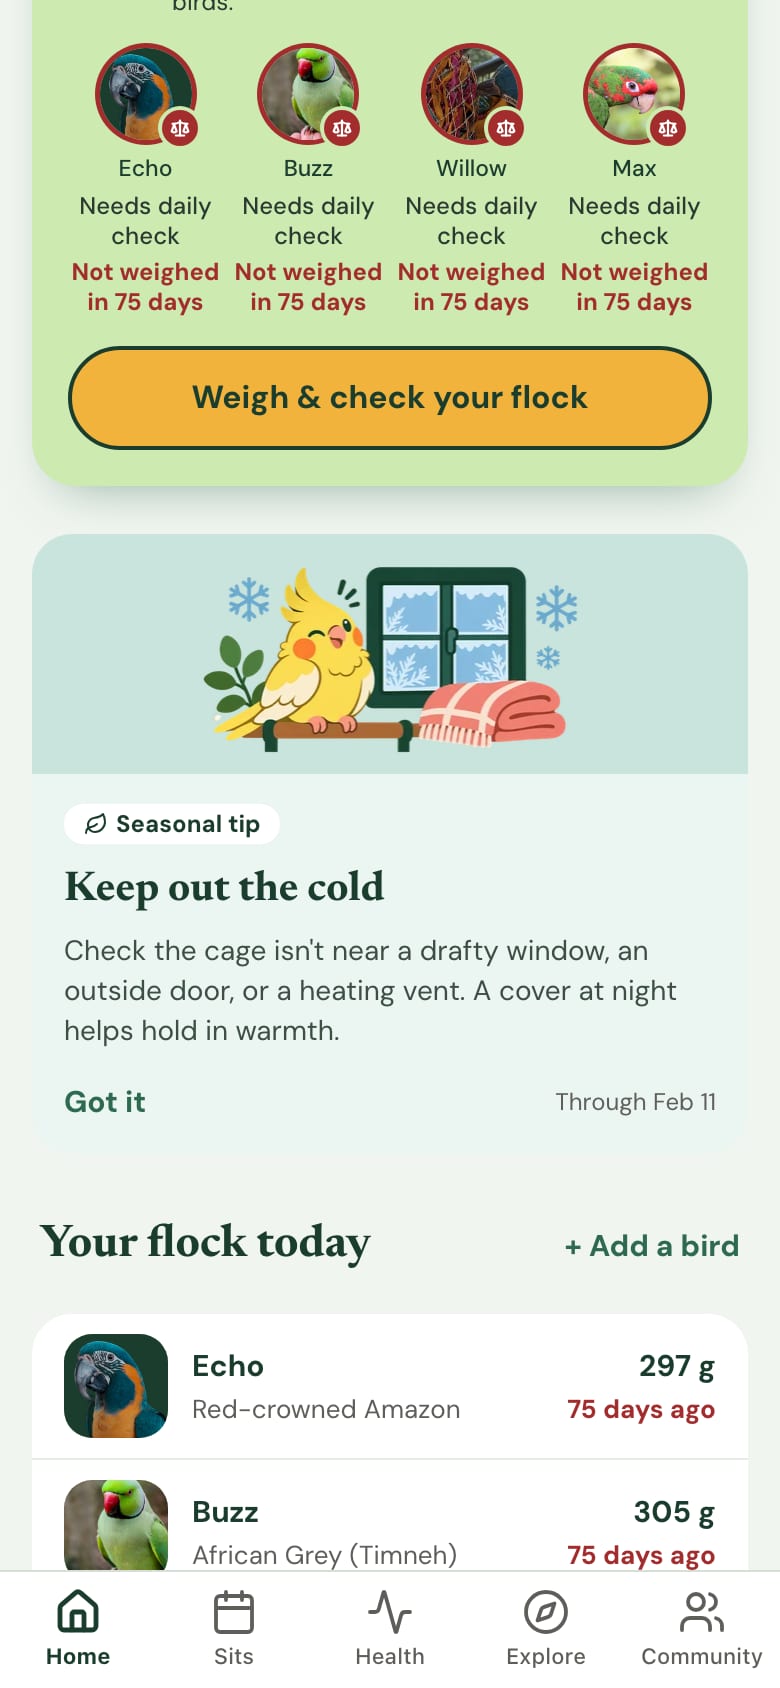 birds.
Echo
Buzz
Willow
Max
Needs daily
check
Needs daily
check
Needs daily
check
Needs daily
check
Not weighed
in 75 days
Not weighed
in 75 days
Not weighed
in 75 days
Not weighed
in 75 days
Weigh & check your flock
Seasonal tip
Keep out the cold
Check the cage isn't near a drafty window, an
outside door, or a heating vent. A cover at night
helps hold in warmth.
Got it
Through Feb 11
Your flock today
+ Add a bird
Echo
297 g
Red-crowned Amazon
75 days ago
Buzz
305 g
African Grey (Timneh)
75 days ago
Home
Sits
Health
Explore
Community